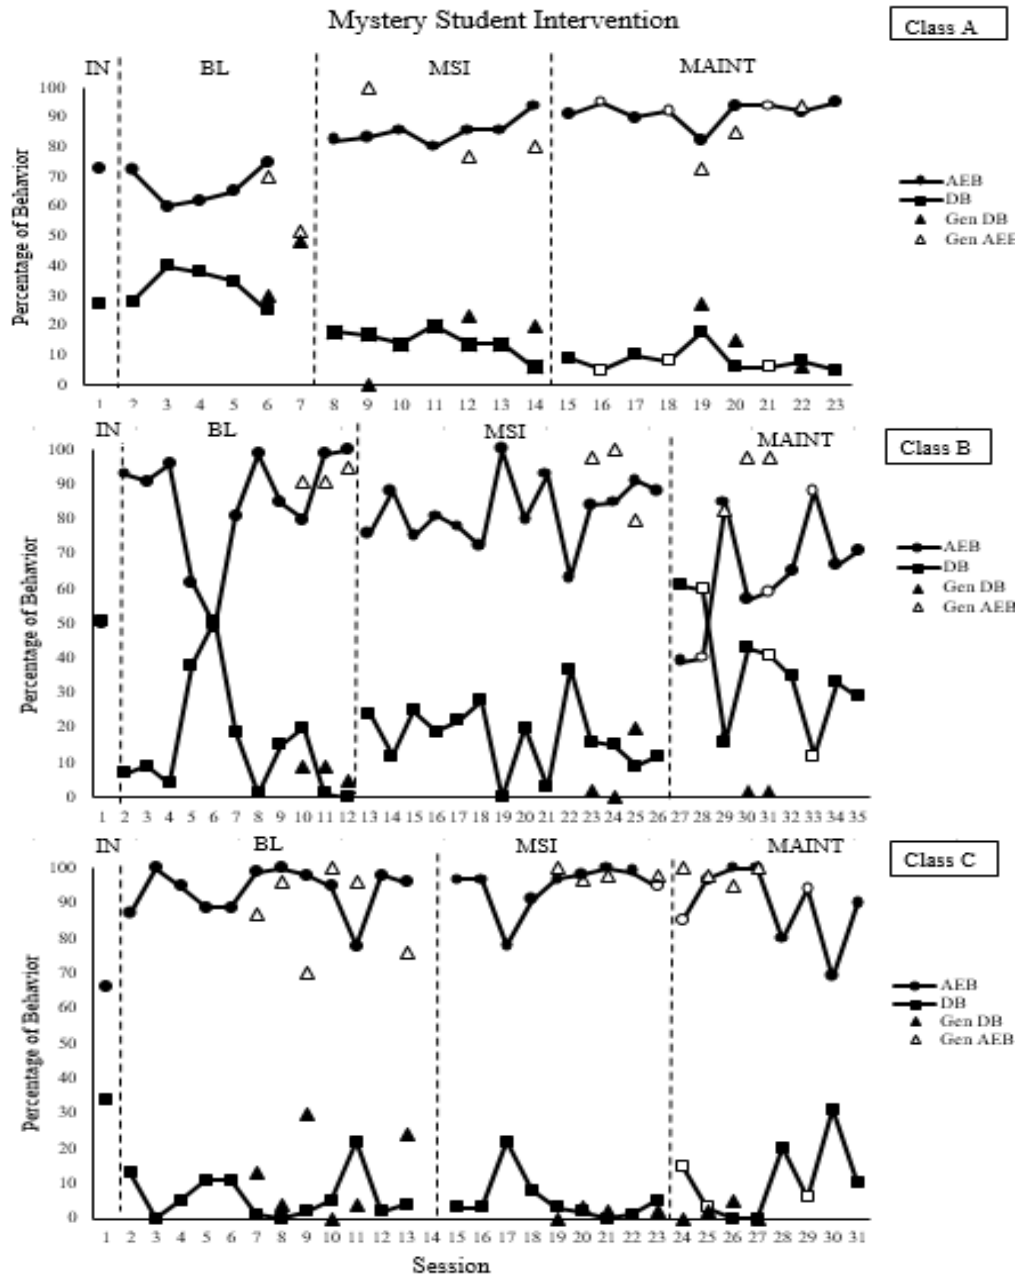 Mystery Student Intervention
Class A
IN BL MSI MAINT
100
90
80
70
60
50
40
30
20
10
0
Percentage of Behavior
1 2 3 4 5 6 7 8 9 10 11 12 13 14 15 16 17 18 19 20 21 22 23
AEB
DB
Gen DB
Gen AEB
Class B
IN BL MSI MAINT
100
90
80
70
60
50
40
30
20
10
0
Percentage of Behavior
1 2 3 4 5 6 7 8 9 10 11 12 13 14 15 16 17 18 19 20 21 22 23 24 25 26 27 28 29 30 31 32 33 34 35
AEB
DB
Gen DB
Gen AEB
Class C
IN BL MSI MAINT
100
90
80
70
60
50
40
30
20
10
0
Percentage of Behavior
1 2 3 4 5 6 7 8 9 10 11 12 13 14 15 16 17 18 19 20 21 22 23 24 25 26 27 28 29 30 31
AEB
DB
Gen DB
Gen AEB
Session